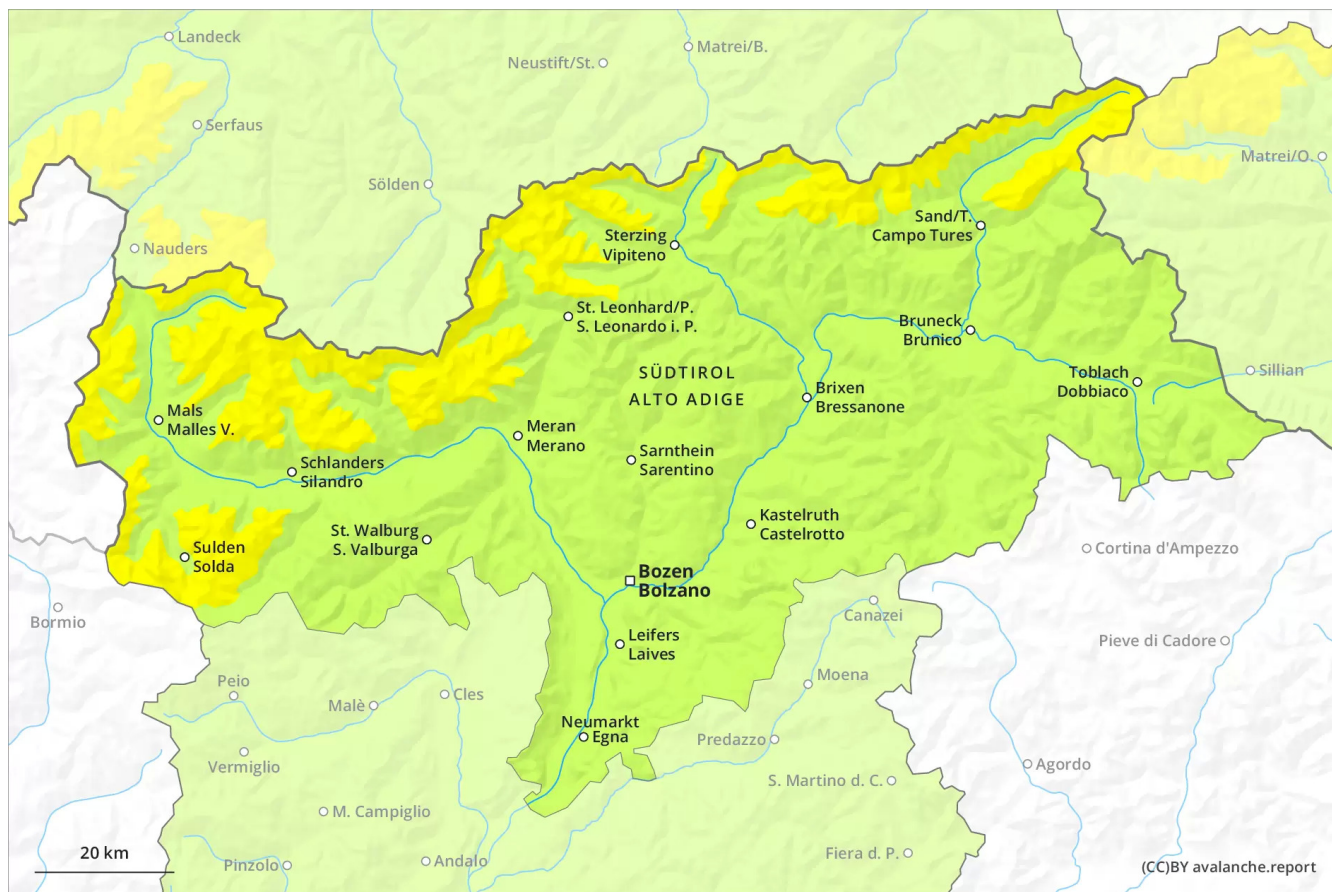 Landeck
Matrei/B.
Neustift/St.
Serfaus
Matrei/O.
Sölden
Sand/T.
Campo Tures
Sterzing
Vipiteno
Nauders
St. Leonhard/P.
S. Leonardo i. P.
Bruneck
Brunico
SÜDTIROL
ALTO ADIGE
Toblach
Dobbiaco
Sillian
Brixen
Bressanone
Mals
Malles V.
Meran
Merano
Sarnthein
Sarentino
Schlanders
Silandro
Kastelruth
Castelrotto
St. Walburg
S. Valburga
Sulden
Solda
Cortina d'Ampezzo
Bozen
Bolzano
Bormio
Canazei
Leifers
Laives
Pieve di Cadore
Moena
Peio
Cles
Malè
Neumarkt
Egna
Predazzo
Vermiglio
Agordo
S. Martino d. C.
M. Campiglio
20 km
Andalo
Fiera d. P.
Pinzolo
(CC)BY avalanche.report